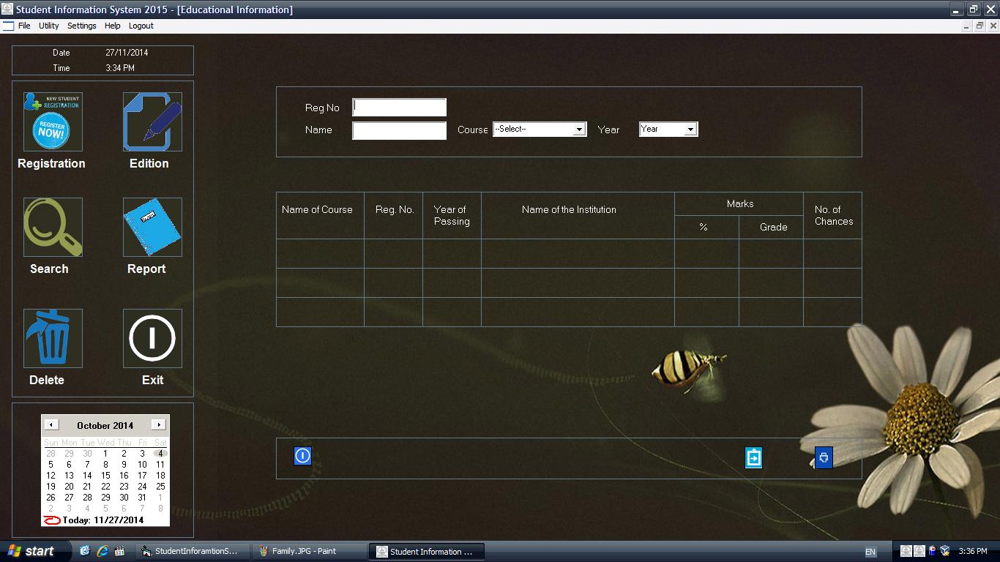 Student Information System 2015 - [Educational Information]
File Utility Settings Help Logout
Date 27/11/2014
Time 3:34 PM
NEW STUDENT
REGISTRATION
REGISTER
NOW!
Registration
Edition
Search
Report
Delete
Exit
October 2014
Sun Mon Tue Wed Thu Fri Sat
28 29 30 1 2 3 4
5 6 7 8 9 10 11
12 13 14 15 16 17 18
19 20 21 22 23 24 25
26 27 28 29 30 31 1
2 3 4 5 6 7 8
Today: 11/27/2014
Reg No
Name Course --Select-- Year Year
Name of Course Reg. No. Year of Passing Name of the Institution Marks No. of Chances
% Grade
start StudentInforamtionS... Family.JPG - Paint Student Information ... EN 3:36 PM